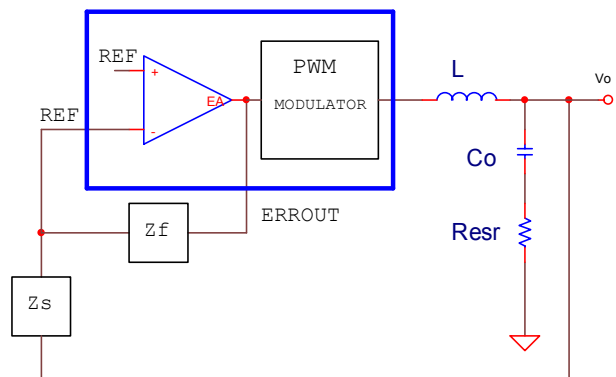 REF
+
EA
REF
-
PWM
MODULATOR
L
Vo
Co
Resr
ERROUT
Zf
Zs